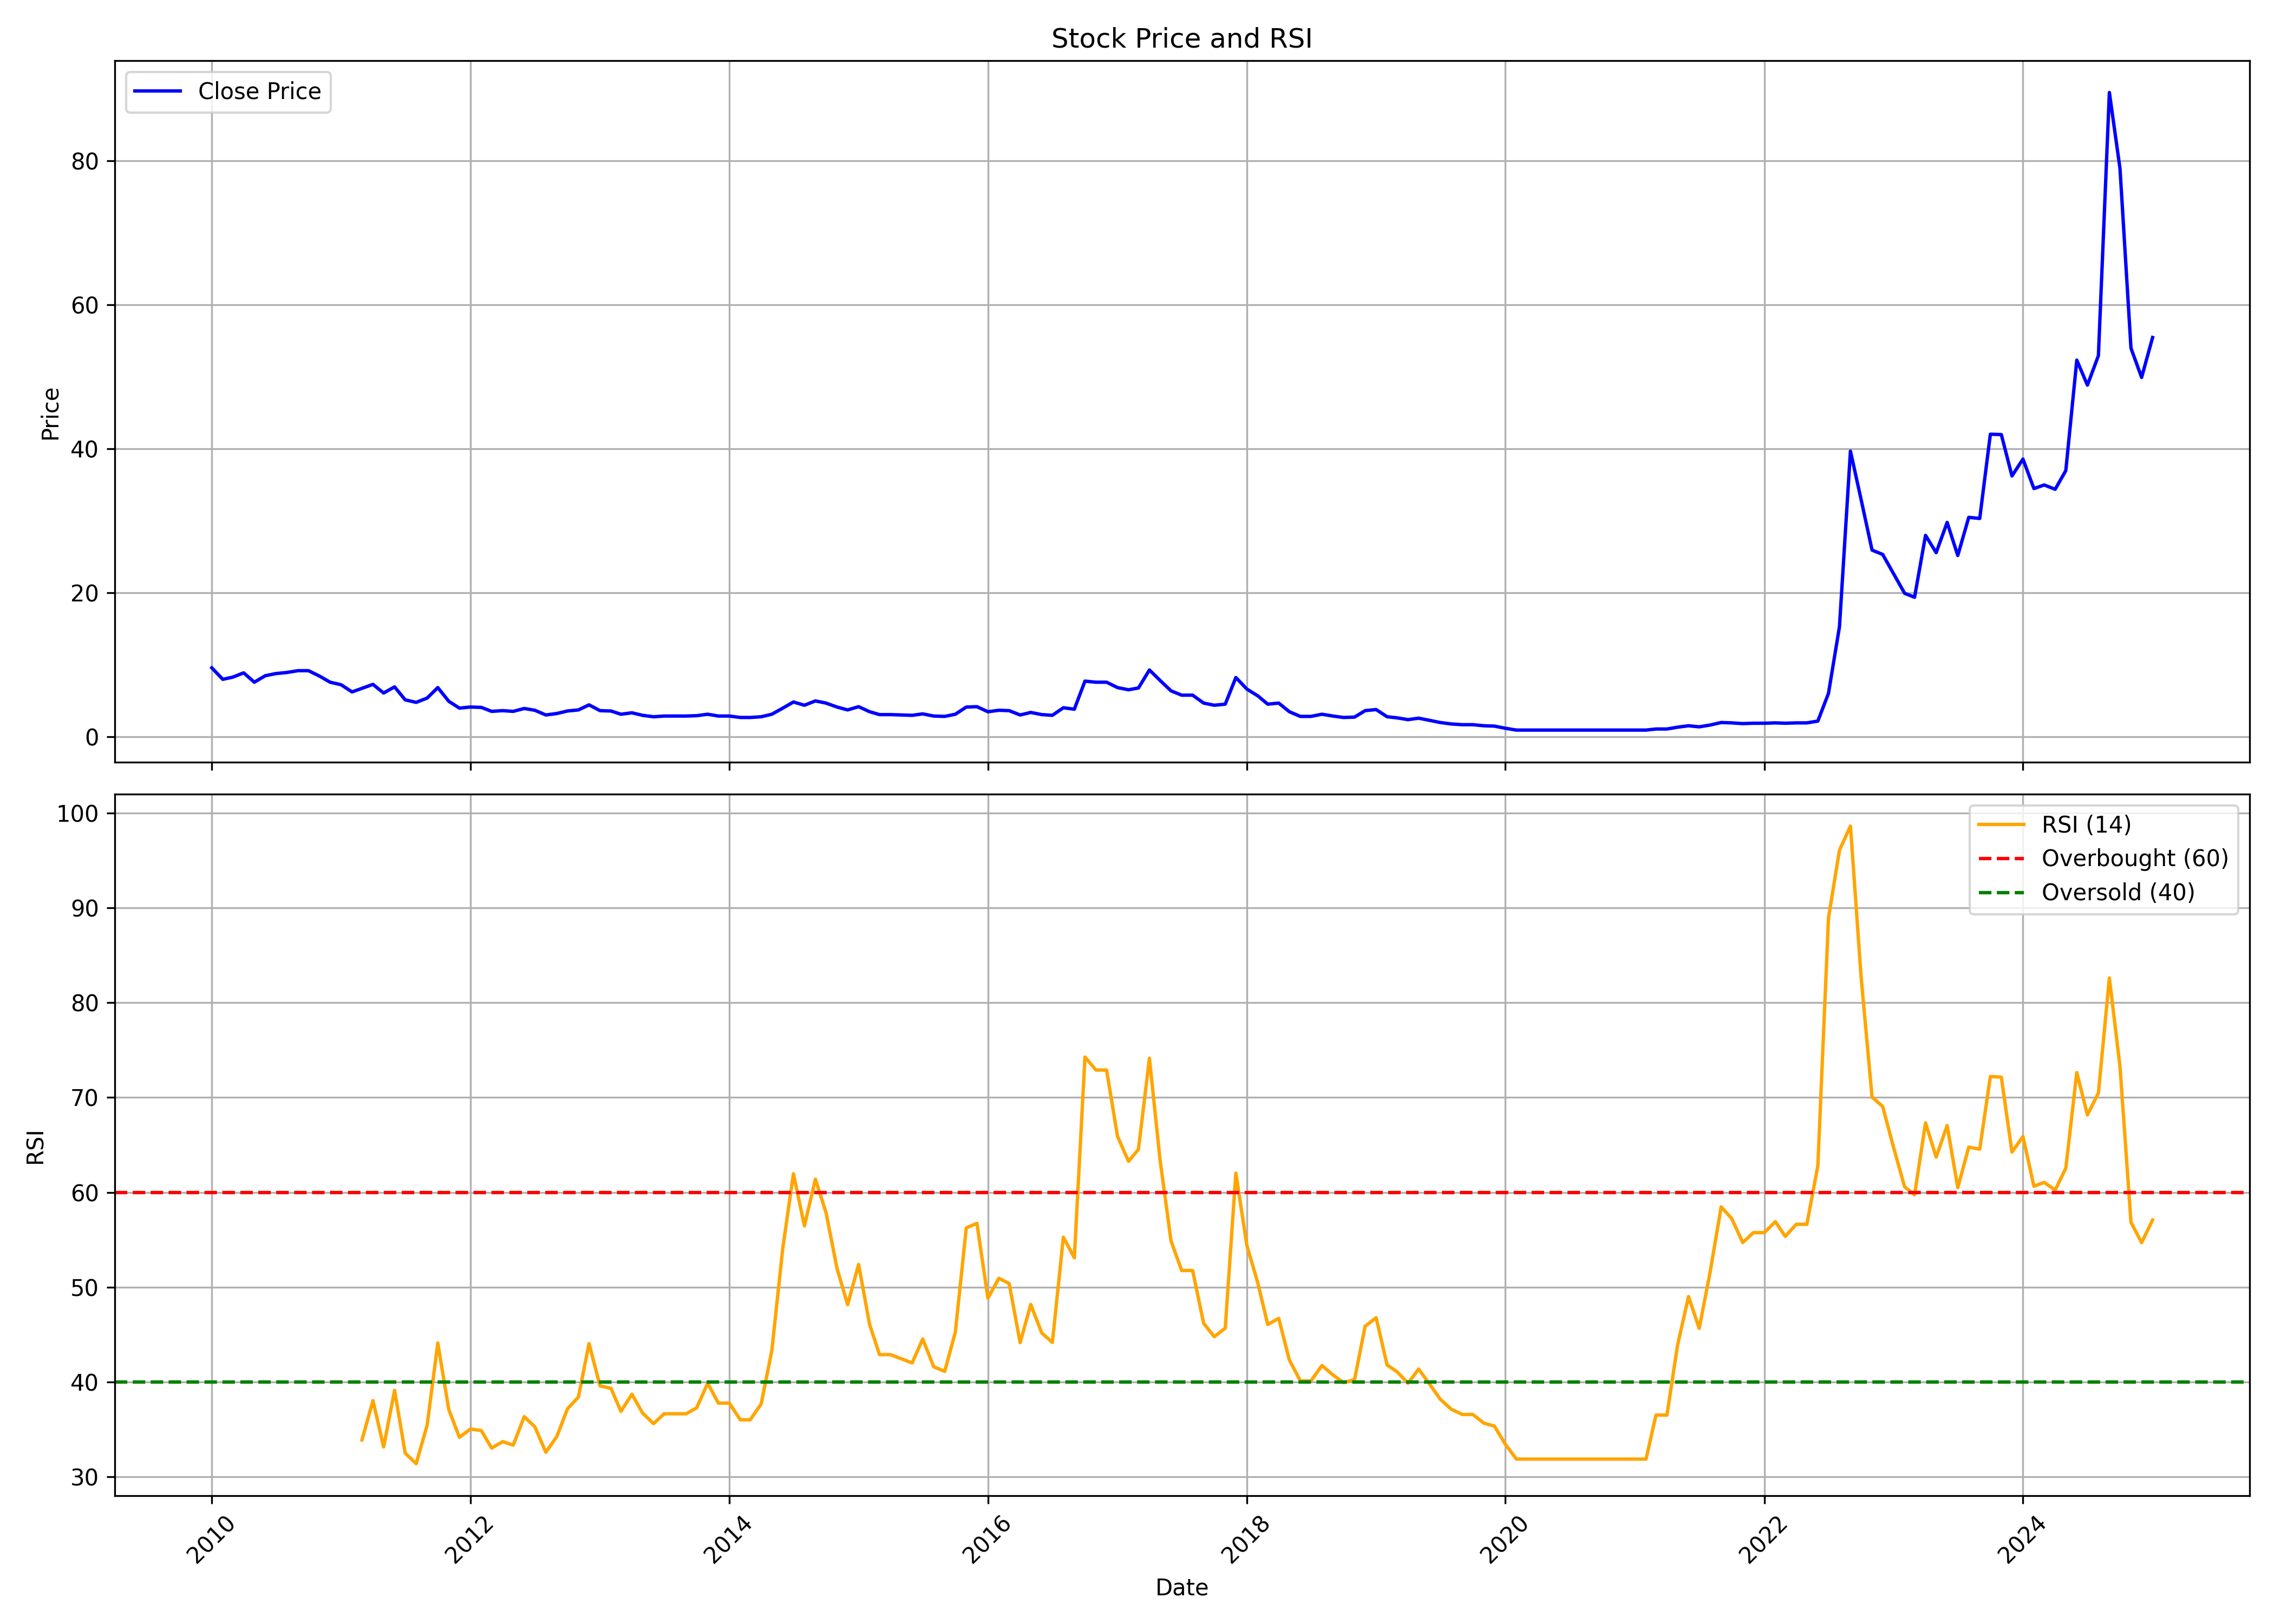 Stock Price and RSI
Close Price
80
60
40
20
0
Price
100
90
80
70
60
50
40
30
RSI
RSI (14)
Overbought (60)
Oversold (40)
2010
2012
2014
2016
2018
2020
2022
2024
Date